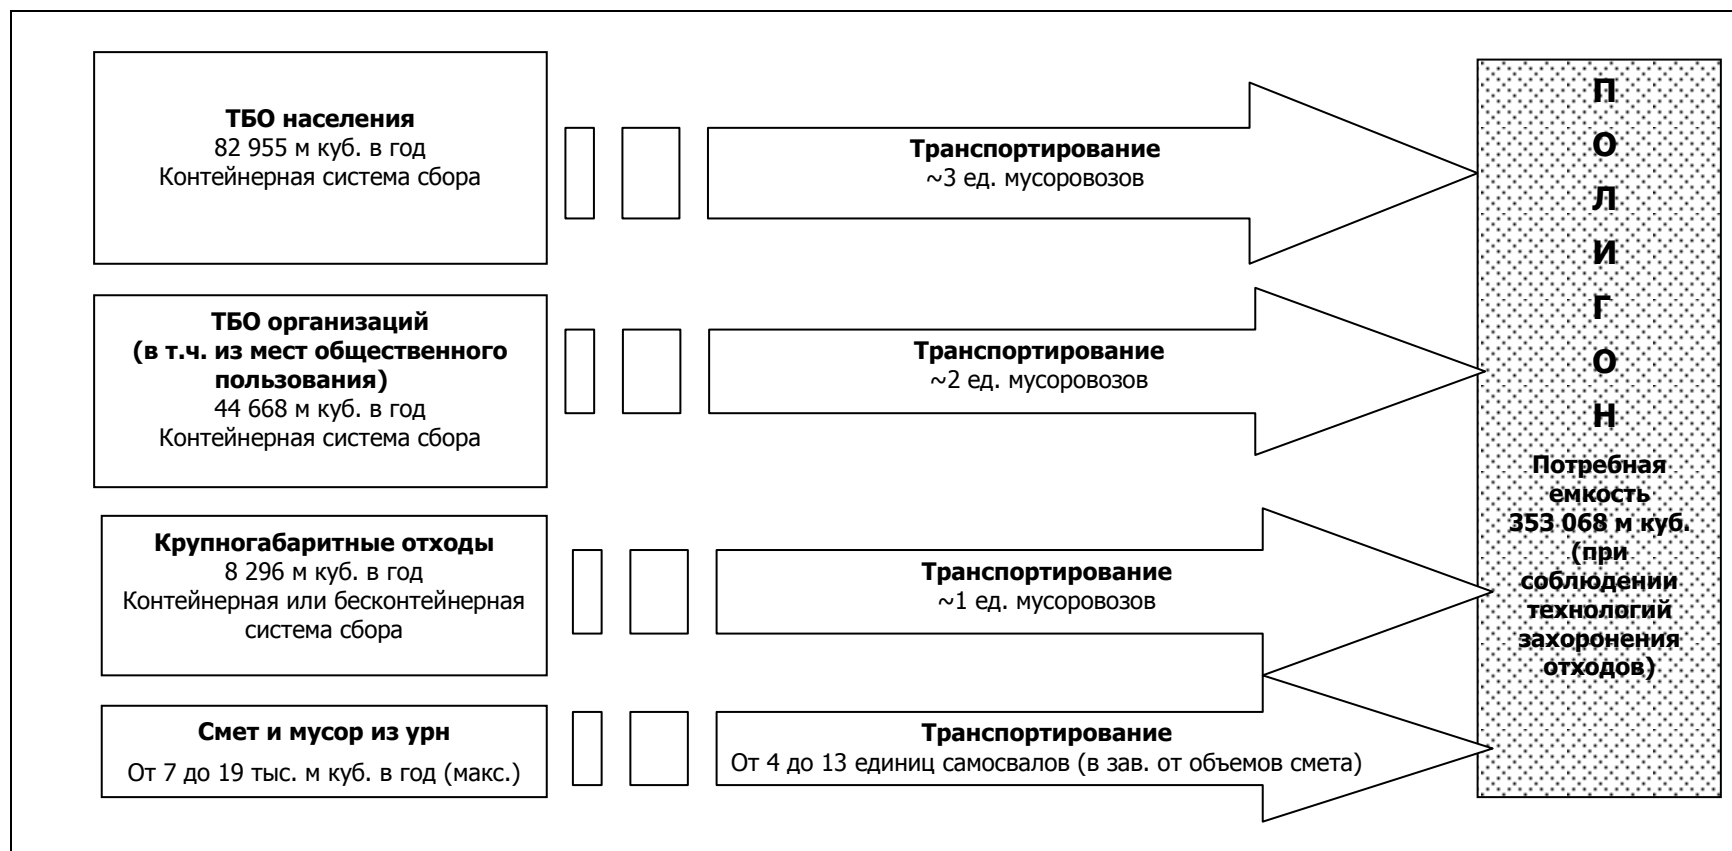 ТБО населения
82 955 м куб. в год
Контейнерная система сбора
Транспортирование
~3 ед. мусоровозов
ТБО организаций
(в т.ч. из мест общественного
пользования)
44 668 м куб. в год
Контейнерная система сбора
Транспортирование
~2 ед. мусоровозов
Крупногабаритные отходы
8 296 м куб. в год
Контейнерная или бесконтейнерная
система сбора
Транспортирование
~1 ед. мусоровозов
Смет и мусор из урн
От 7 до 19 тыс. м куб. в год (макс.)
Транспортирование
От 4 до 13 единиц самосвалов (в зав. от объемов смета)
П
О
Л
И
Г
О
Н
Потребная
емкость
353 068 м куб.
(при
соблюдении
технологий
захоронения
отходов)